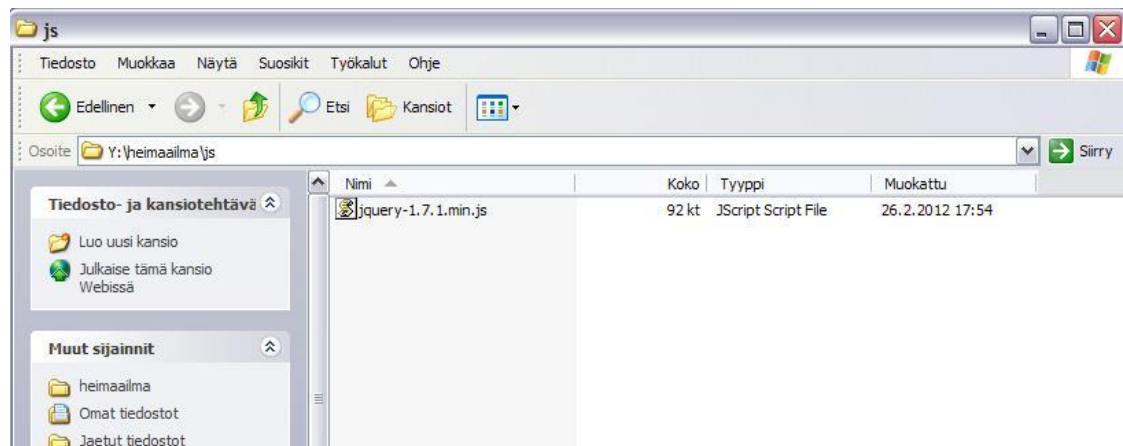 js
Tiedosto Muokkaa Näytä Suosikit Työkalut Ohje
Edellinen Etsi Kansiot
Osoite Y:\heimaailma\js Siirry
Nimi Koko Tyyppi Muokattu
jquery-1.7.1.min.js 92 kt JScript Script File 26.2.2012 17:54
Tiedosto- ja kansiotehtävä
Luo uusi kansio
Julkaise tämä kansio
Webissä
Muut sijainnit
heimaailma
Omat tiedostot
Jaetut tiedostot